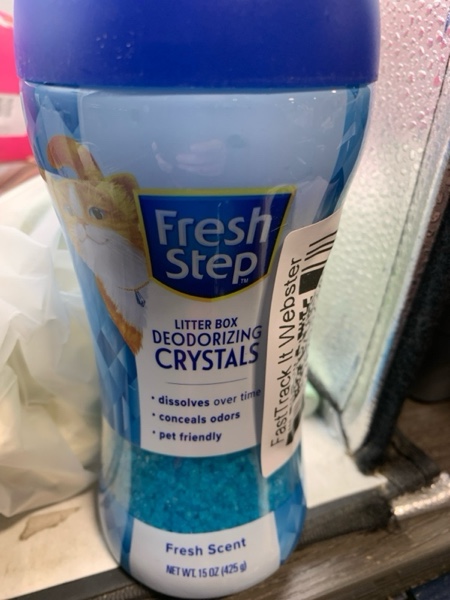 Fresh
Step™
LITTER BOX
DEODORIZING
CRYSTALS
• dissolves over time
• conceals odors
• pet friendly
Fresh Scent
NET WT. 15 OZ (425 g)
FastTrack It Webster